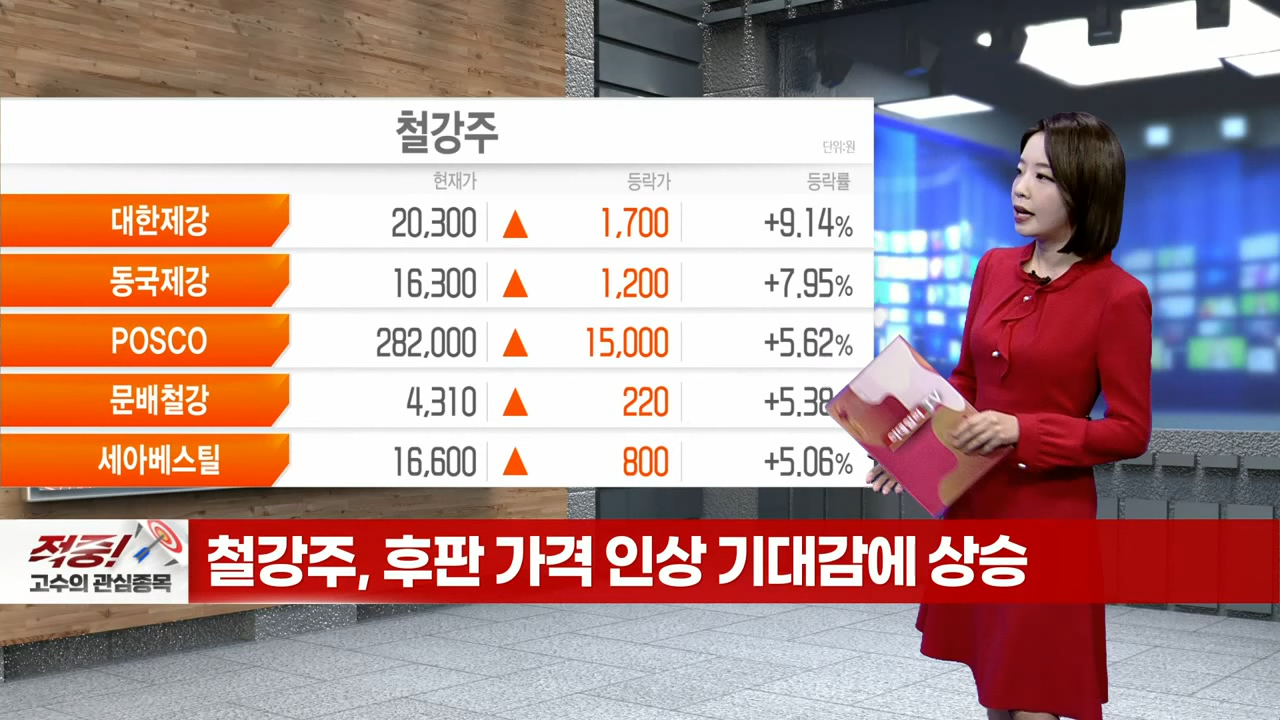 철강주
단위:원
현재가 등락가 등락률
대한제강 20,300 ▲ 1,700 +9.14%
동국제강 16,300 ▲ 1,200 +7.95%
POSCO 282,000 ▲ 15,000 +5.62%
문배철강 4,310 ▲ 220 +5.38
세아베스틸 16,600 ▲ 800 +5.06%
적중!
고수의 관심종목
철강주, 후판 가격 인상 기대감에 상승